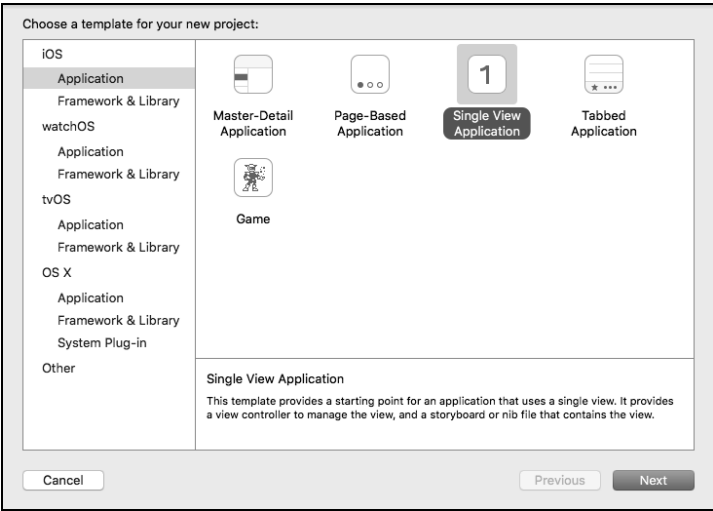 Choose a template for your new project:
iOS
Application
Framework & Library
watchOS
Application
Framework & Library
tvOS
Application
Framework & Library
OS X
Application
Framework & Library
System Plug-in
Other
Master-Detail
Application
Page-Based
Application
1
Single View
Application
Tabbed
Application
Game
Single View Application
This template provides a starting point for an application that uses a single view. It provides
a view controller to manage the view, and a storyboard or nib file that contains the view.
Cancel
Previous
Next